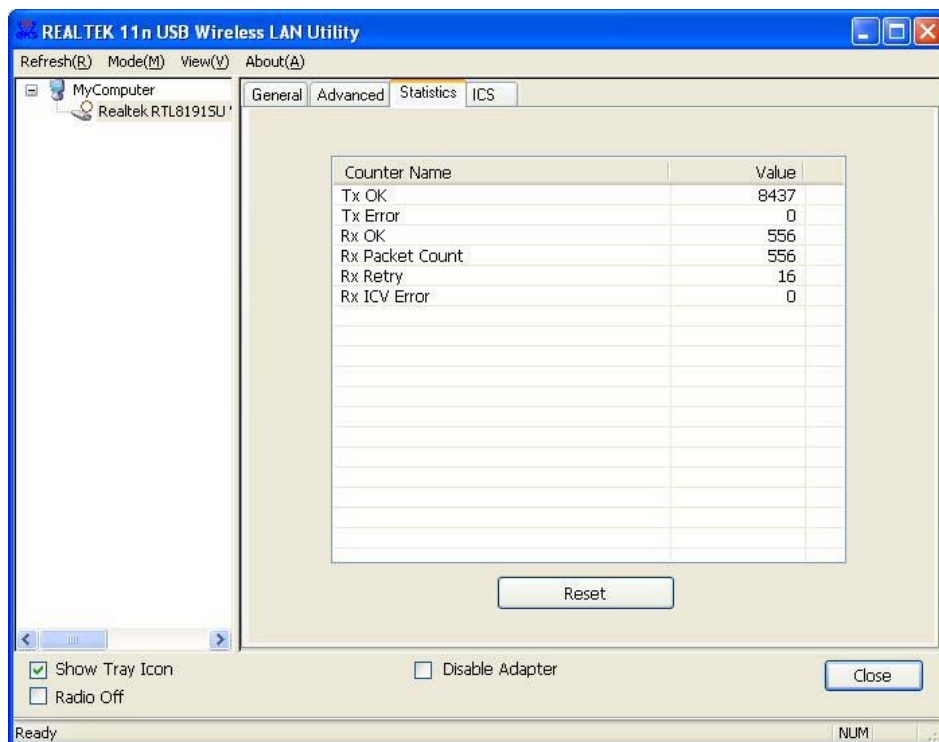 REALTEK 11n USB Wireless LAN Utility
Refresh(R) Mode(M) View(V) About(A)
MyComputer
Realtek RTL8191SU '
General Advanced Statistics ICS
Counter Name Value
Tx OK 8437
Tx Error 0
Rx OK 556
Rx Packet Count 556
Rx Retry 16
Rx ICV Error 0
Reset
Show Tray Icon Disable Adapter
Radio Off
Close
Ready NUM